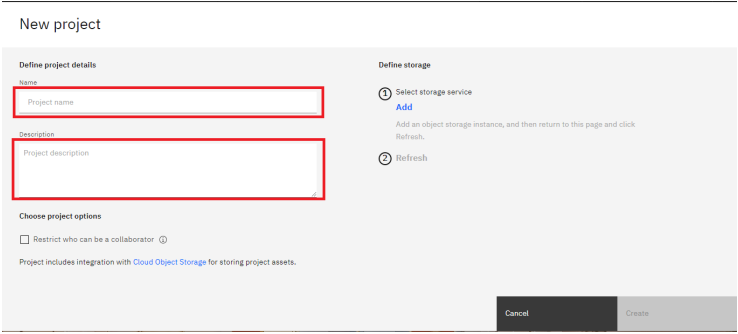 New project
Define project details
Name
Project name
Description
Project description
Choose project options
Restrict who can be a collaborator
Project includes integration with Cloud Object Storage for storing project assets.
Define storage
1 Select storage service
Add
Add an object storage instance, and then return to this page and click
Refresh.
2 Refresh
Cancel
Create